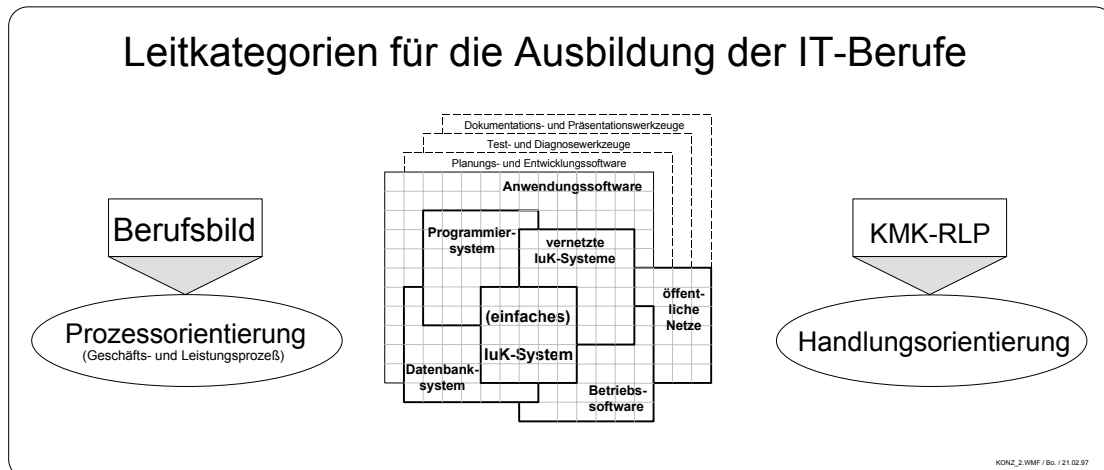 Leitkategorien für die Ausbildung der IT-Berufe
Dokumentations- und Präsentationswerkzeuge
Test- und Diagnosewerkzeuge
Planungs- und Entwicklungssoftware
Anwendungssoftware
Berufsbild
Prozessorientierung
(Geschäfts- und Leistungsprozeß)
Programmier-
system
vernetzte
IuK-Systeme
(einfaches)
IuK-System
öffent-
liche
Netze
Datenbank-
system
Betriebs-
software
KMK-RLP
Handlungsorientierung
KONZ_2.WMF / Bo. / 21.02.97